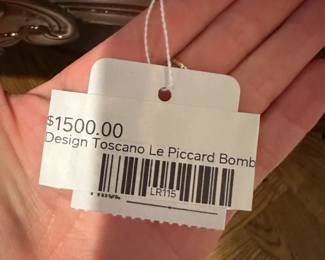 $1500.00
Design Toscano Le Piccard Bomb
LR115